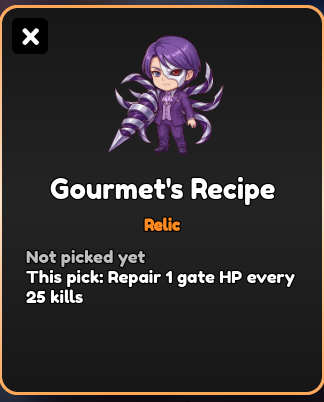 Gourmet's Recipe
Relic
Not picked yet
This pick: Repair 1 gate HP every
25 kills